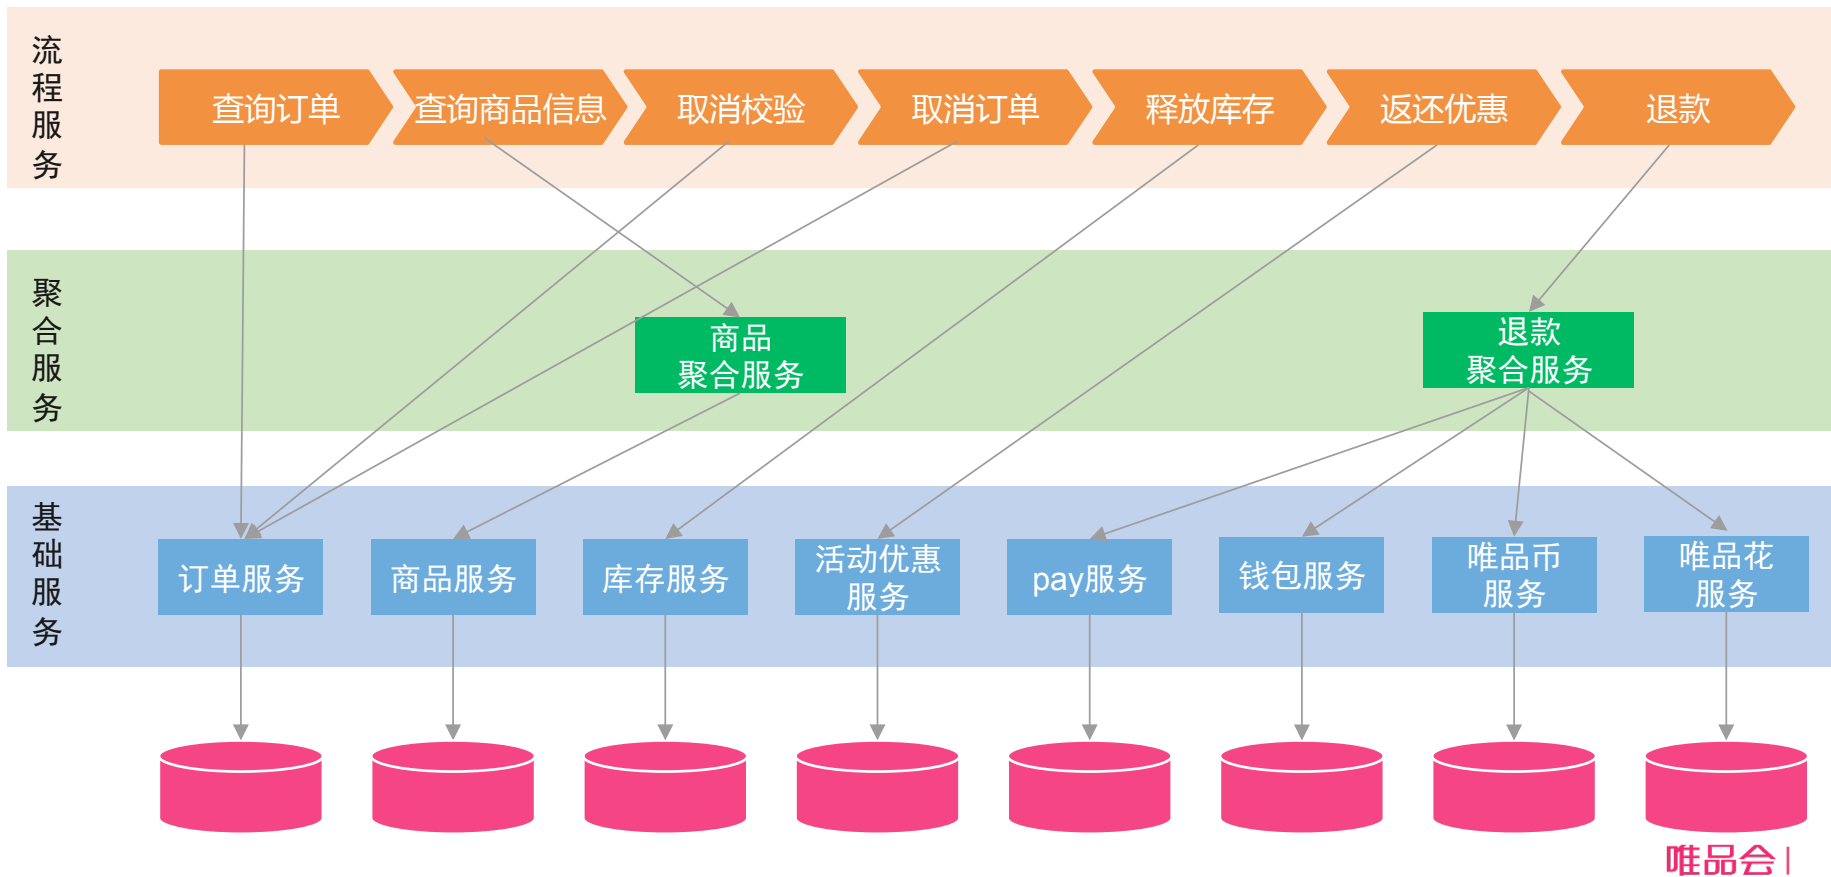 流程服务
查询订单
查询商品信息
取消校验
取消订单
释放库存
返还优惠
退款
聚合服务
商品
聚合服务
退款
聚合服务
基础服务
订单服务
商品服务
库存服务
活动优惠
服务
pay服务
钱包服务
唯品币
服务
唯品花
服务
唯品会